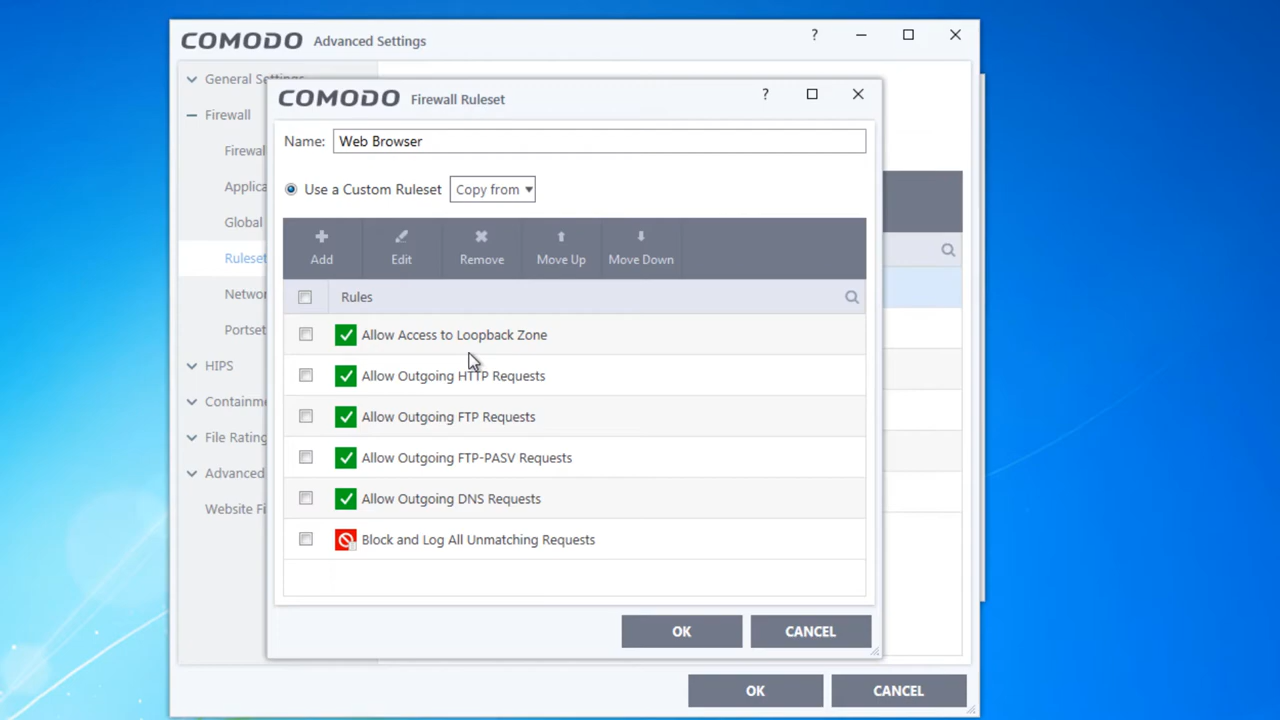 COMODO Advanced Settings ?
General Settings
Firewall
COMODO Firewall Ruleset ?
Name: Web Browser
Use a Custom Ruleset Copy from
Firewal
Applica
Global
Ruleset
Networ
Portset
HIPS
Containme
File Rating
Advanced
Website Fi
Add Edit Remove Move Up Move Down
Rules
Allow Access to Loopback Zone
Allow Outgoing HTTP Requests
Allow Outgoing FTP Requests
Allow Outgoing FTP-PASV Requests
Allow Outgoing DNS Requests
Block and Log All Unmatching Requests
OK CANCEL
OK CANCEL